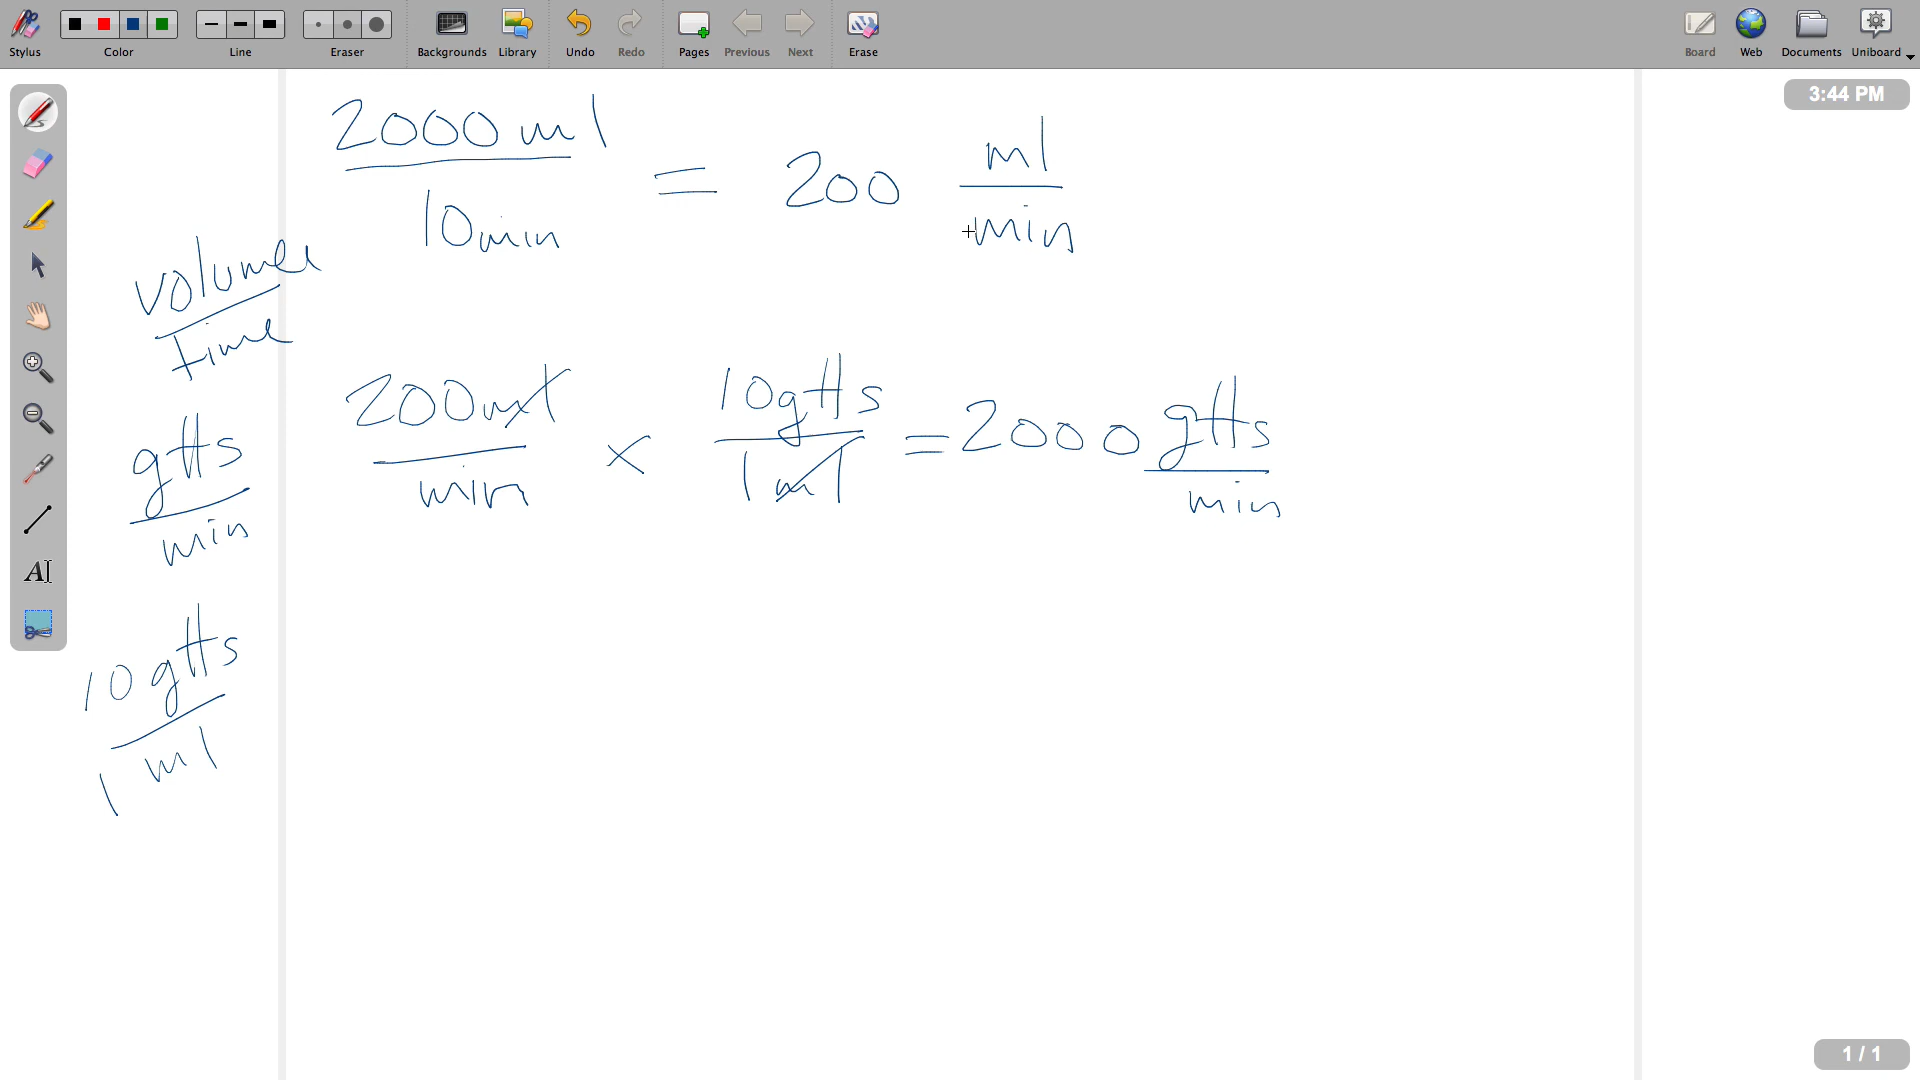 Stylus Color Line Eraser Backgrounds Library Undo Redo Pages Previous Next Erase Board Web Documents Uniboard
3:44 PM
2000 ml
10 min
= 200
ml
min
volume
time
200 ml
min
×
10 gtts
1 ml
= 2000
gtts
min
gtts
min
10 gtts
1 ml
1 / 1